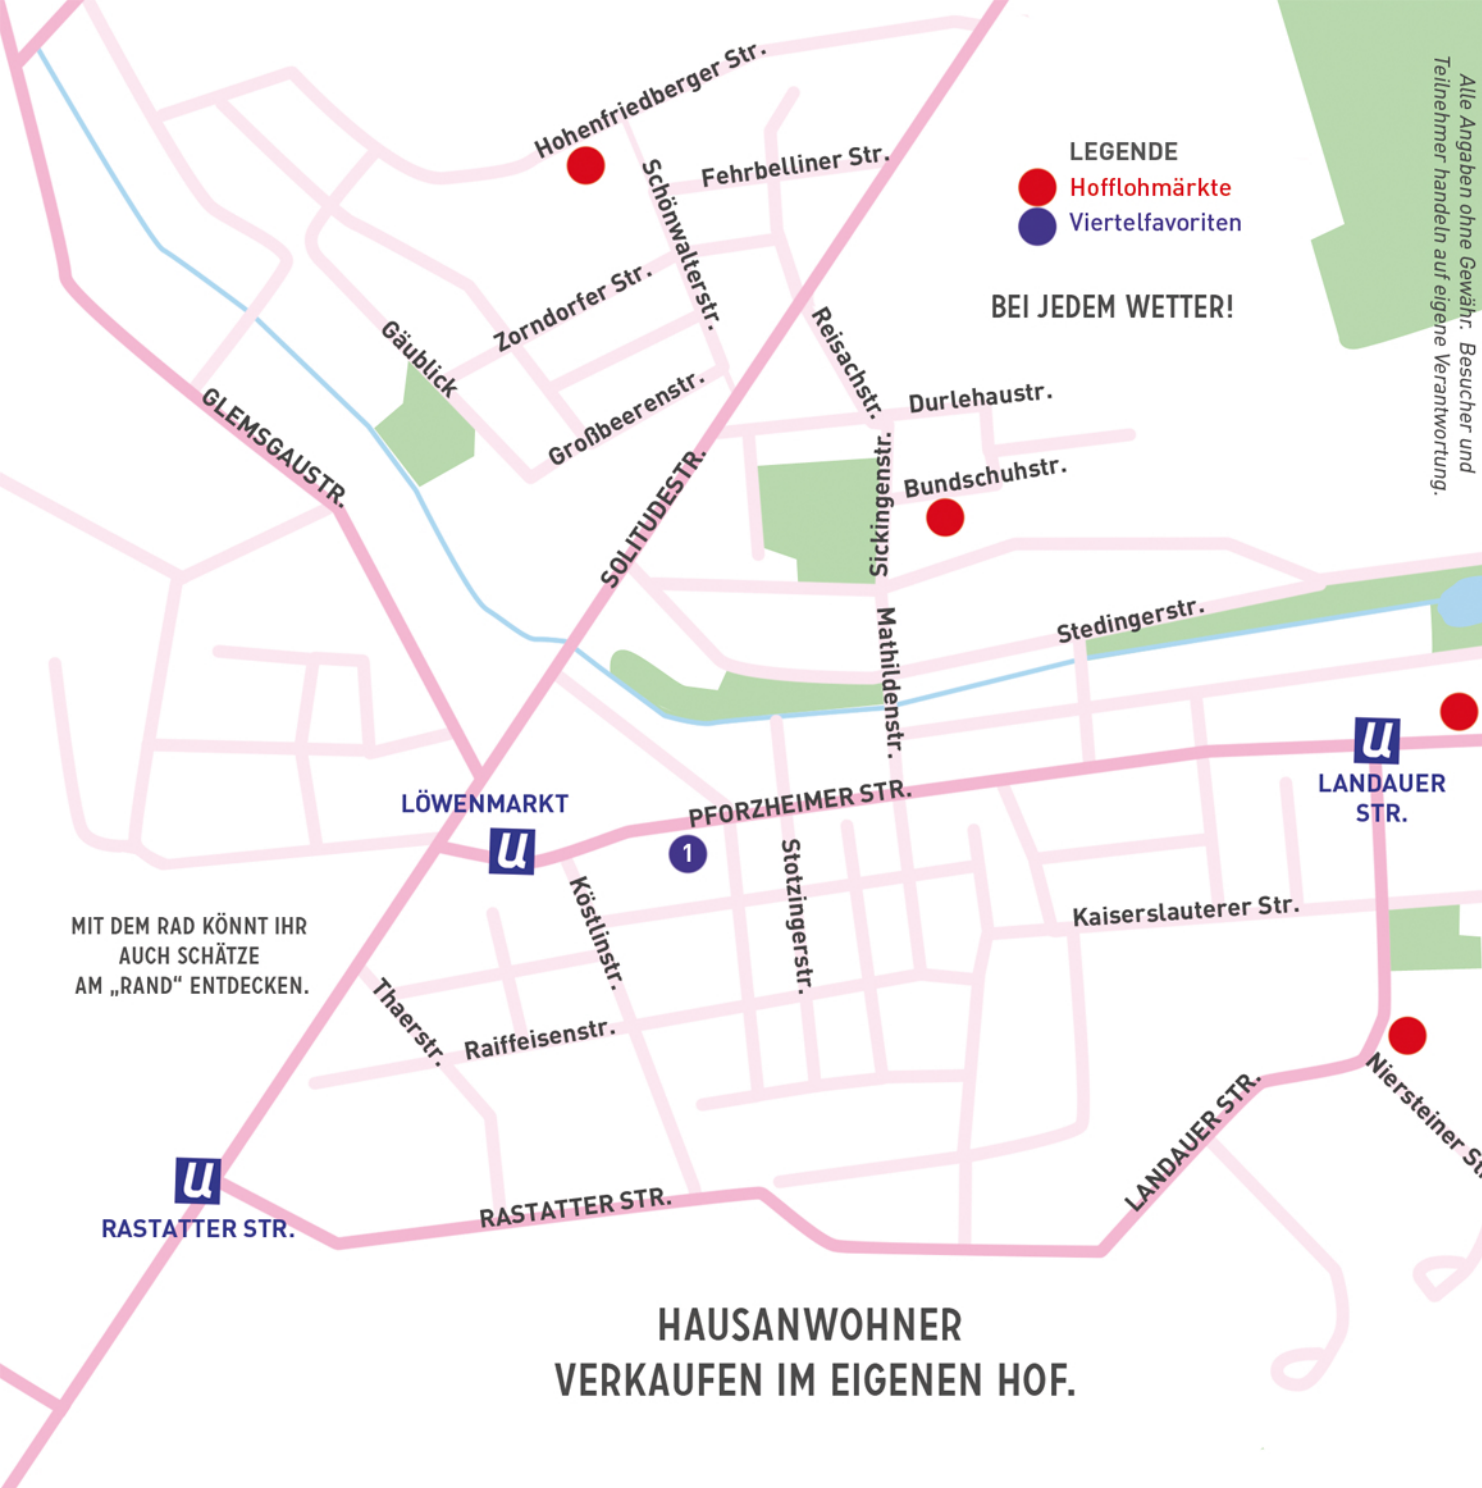 Hohenfriedberger Str.
Alle Angaben ohne Gewähr. Besucher und
Teilnehmer handeln auf eigene Verantwortung.
LEGENDE
Hofflohmärkte
Viertelfavoriten
BEI JEDEM WETTER!
Fehrbelliner Str.
Schönwalterstr.
Zorndorfer Str.
Gäublick
Großbeerenstr.
Reisachstr.
Durlehaustr.
Bundschuhstr.
Sickingenstr.
GLEMSGAUSTR.
SOLITUDESTR.
Stedingerstr.
Mathildenstr.
LANDAUER
STR.
LÖWENMARKT
PFORZHEIMER STR.
1
U
U
Stotzingerstr.
Köstlinstr.
Kaiserslauterer Str.
MIT DEM RAD KÖNNT IHR
AUCH SCHÄTZE
AM „RAND“ ENTDECKEN.
Thaerstr.
Raiffeisenstr.
Niersteiner St
LANDAUER STR.
U
RASTATTER STR.
RASTATTER STR.
HAUSANWOHNER
VERKAUFEN IM EIGENEN HOF.